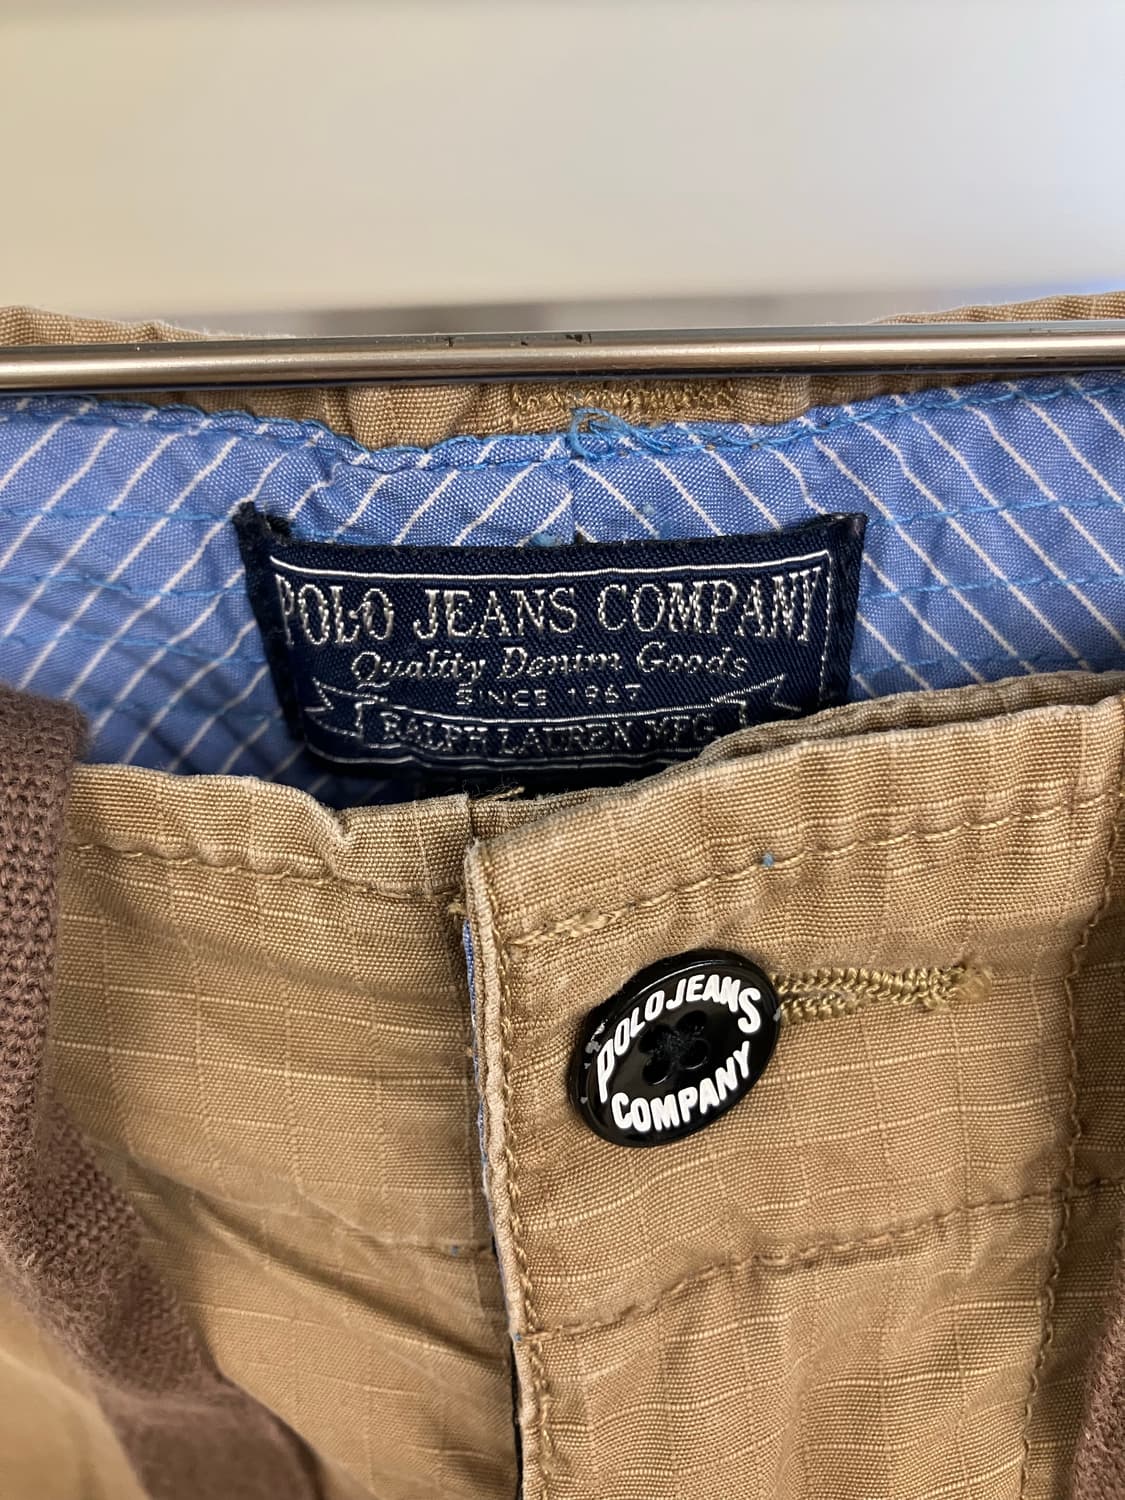 POLO JEANS COMPANY
Quality Denim Goods
SINCE 1967
RALPH LAUREN MFG
POLO JEANS
COMPANY